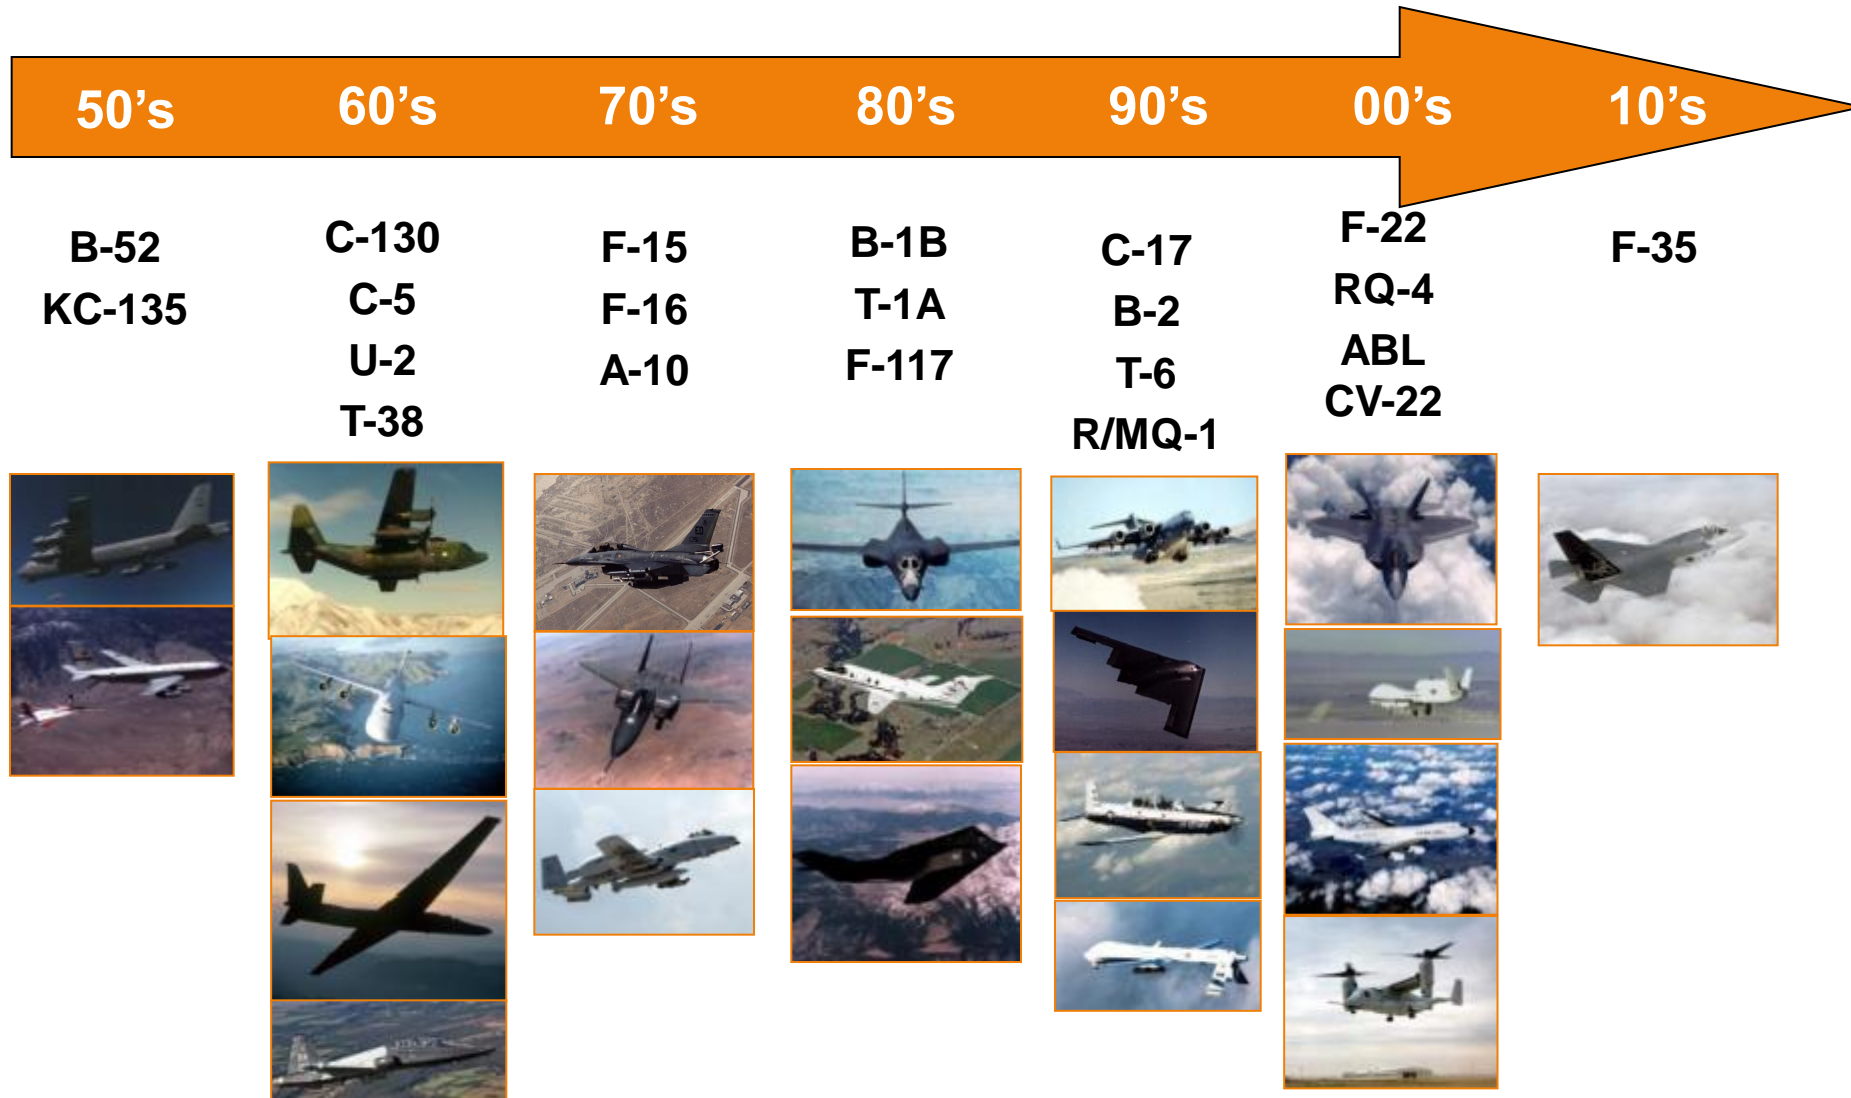 50’s 60’s 70’s 80’s 90’s 00’s 10’s
B-52
KC-135
C-130
C-5
U-2
T-38
F-15
F-16
A-10
B-1B
T-1A
F-117
C-17
B-2
T-6
R/MQ-1
F-22
RQ-4
ABL
CV-22
F-35